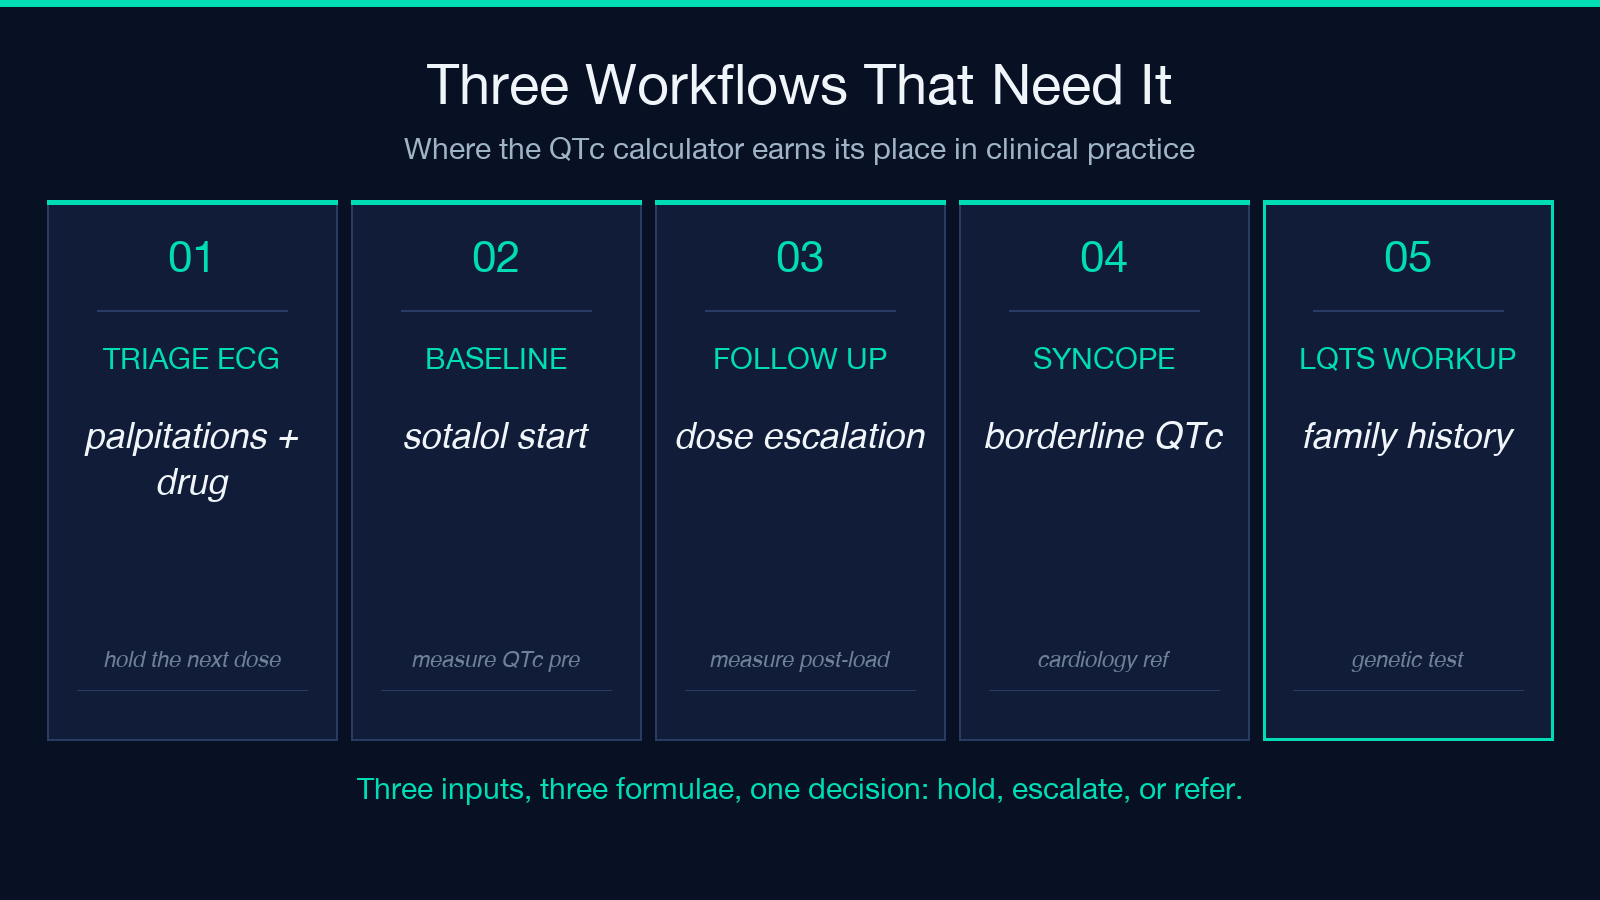 Three Workflows That Need It
Where the QTc calculator earns its place in clinical practice
01
TRIAGE ECG
palpitations +
drug
hold the next dose
02
BASELINE
sotalol start
measure QTc pre
03
FOLLOW UP
dose escalation
measure post-load
04
SYNCOPE
borderline QTc
cardiology ref
05
LQTS WORKUP
family history
genetic test
Three inputs, three formulae, one decision: hold, escalate, or refer.